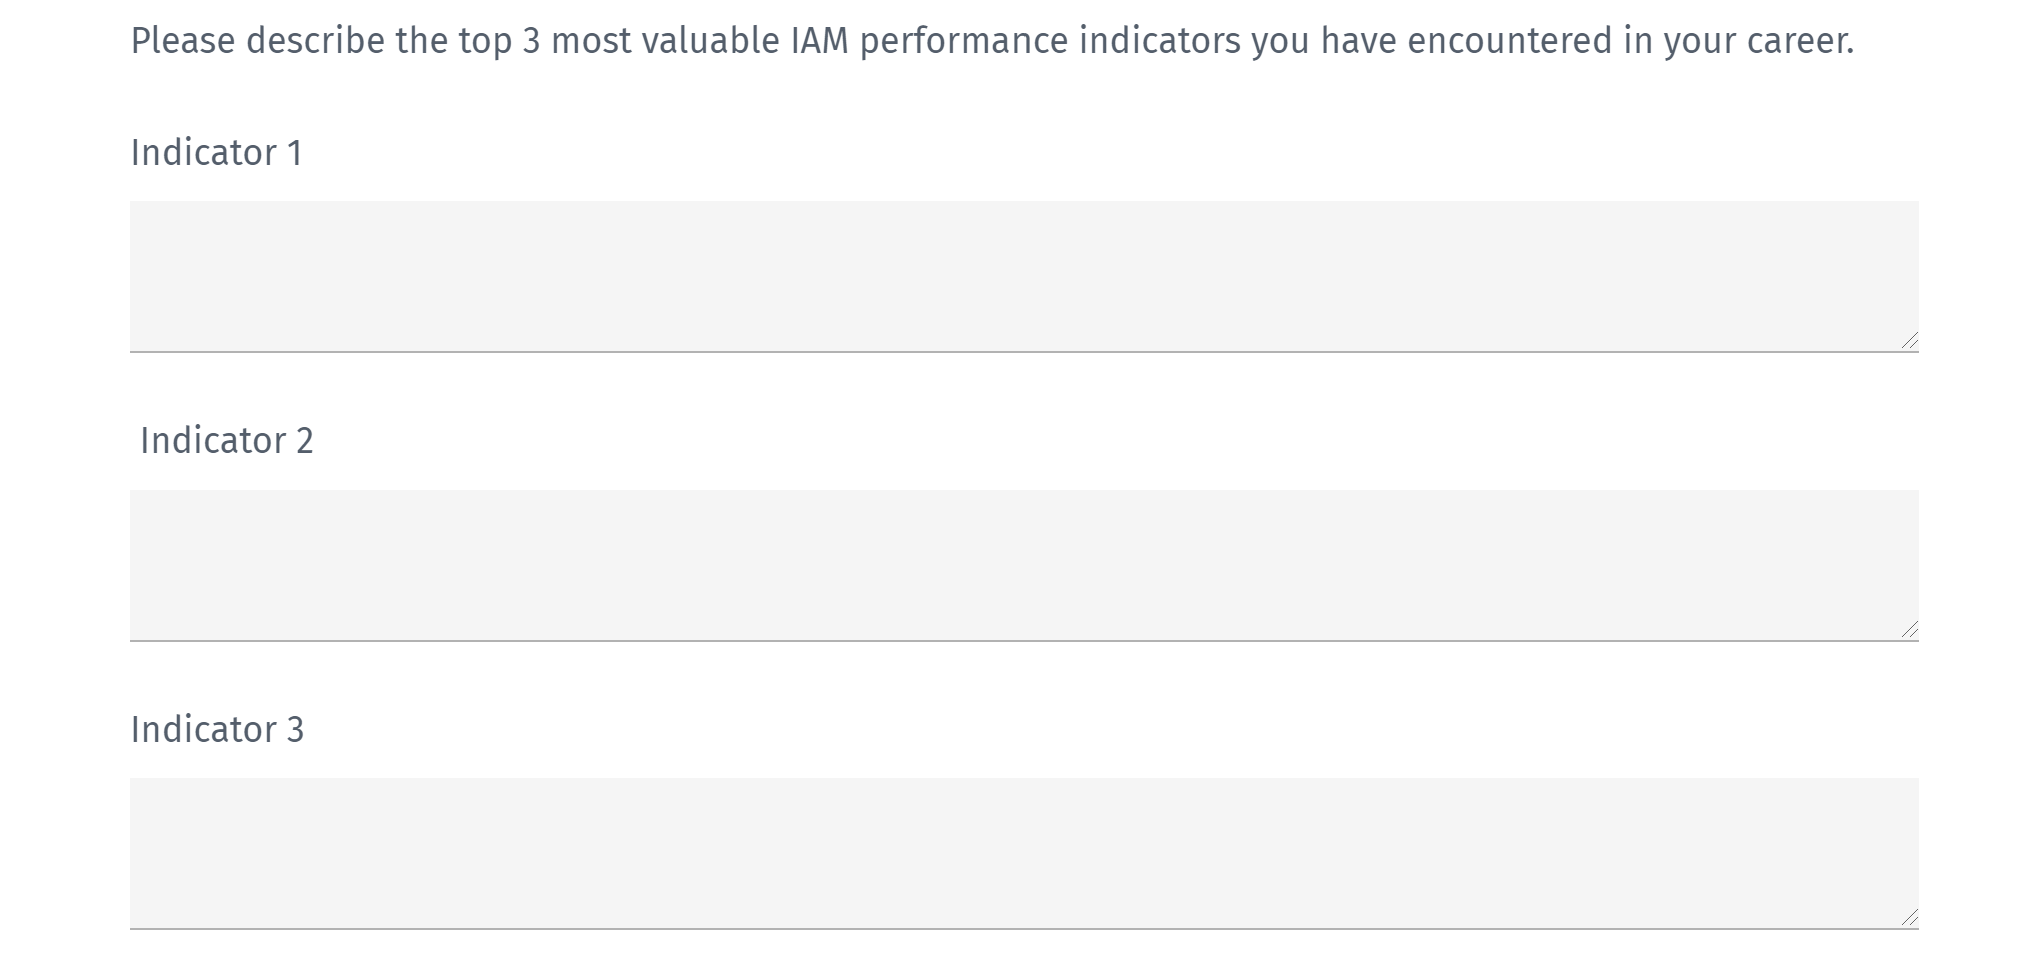 Please describe the top 3 most valuable IAM performance indicators you have encountered in your career.
Indicator 1
Indicator 2
Indicator 3